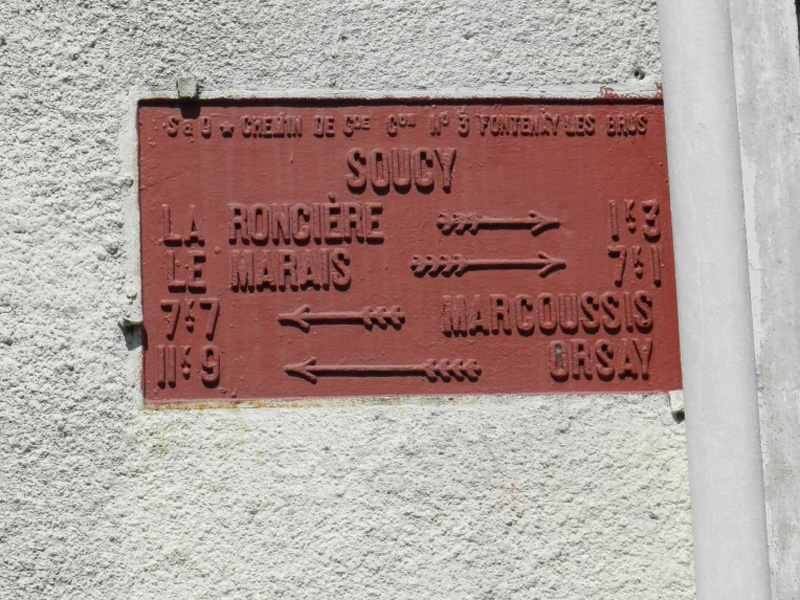 S & O ★ CHEMIN DE Gᴰᴱ Cᵒᴺ Nº 3 FONTENAY LES BRIIS
SOUCY
LA RONCIÈRE 1ᴷ3
LE MARAIS 7ᴷ1
7ᴷ7 MARCOUSSIS
11ᴷ9 ORSAY